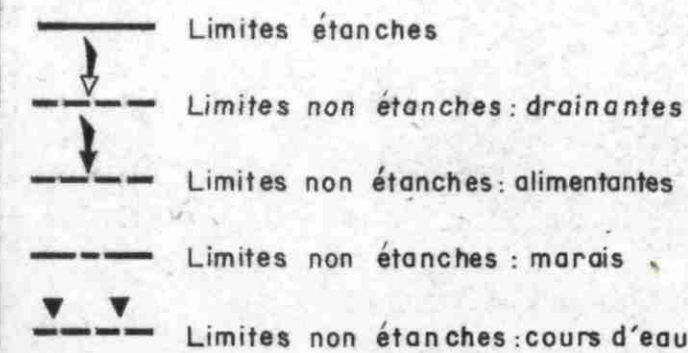 Limites étanches
Limites non étanches : drainantes
Limites non étanches : alimentantes
Limites non étanches : marais
Limites non étanches : cours d'eau